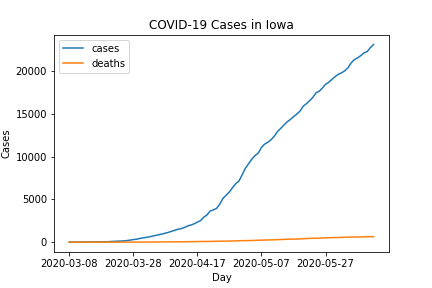 COVID-19 Cases in Iowa
cases
deaths
20000
15000
10000
5000
0
Cases
2020-03-08 2020-03-28 2020-04-17 2020-05-07 2020-05-27
Day